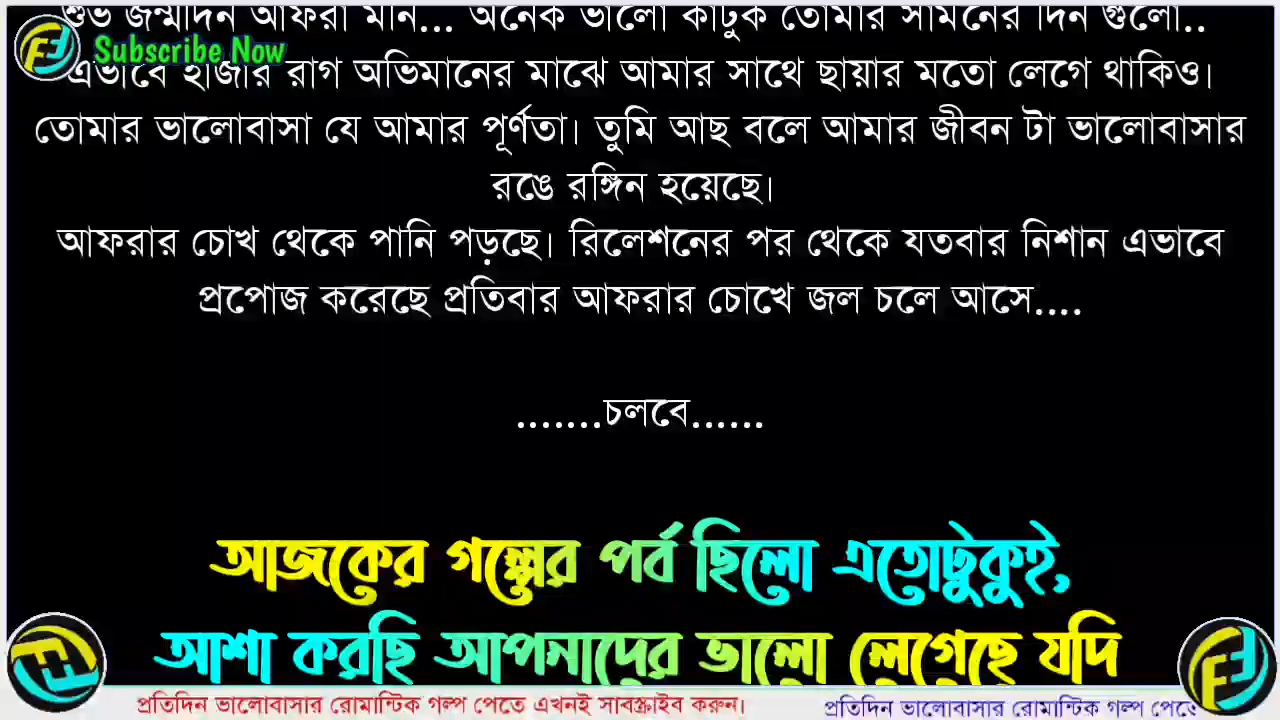 শুভ জন্মদিন আফরা মনি... অনেক ভালো কাটুক তোমার সামনের দিন গুলো..
Subscribe Now
এভাবে হাজার রাগ অভিমানের মাঝে আমার সাথে ছায়ার মতো লেগে থাকিও।
তোমার ভালোবাসা যে আমার পূর্ণতা। তুমি আছ বলে আমার জীবন টা ভালোবাসার
রঙে রঙ্গিন হয়েছে।
আফরার চোখ থেকে পানি পড়ছে। রিলেশনের পর থেকে যতবার নিশান এভাবে
প্রপোজ করেছে প্রতিবার আফরার চোখে জল চলে আসে....
.......চলবে......
আজকের গল্পের পর্ব ছিলো এতোটুকুই,
আশা করছি আপনাদের ভালো লেগেছে যদি
প্রতিদিন ভালোবাসার রোমান্টিক গল্প পেতে এখনই সাবস্ক্রাইব করুন।
প্রতিদিন ভালোবাসার রোমান্টিক গল্প পেতে